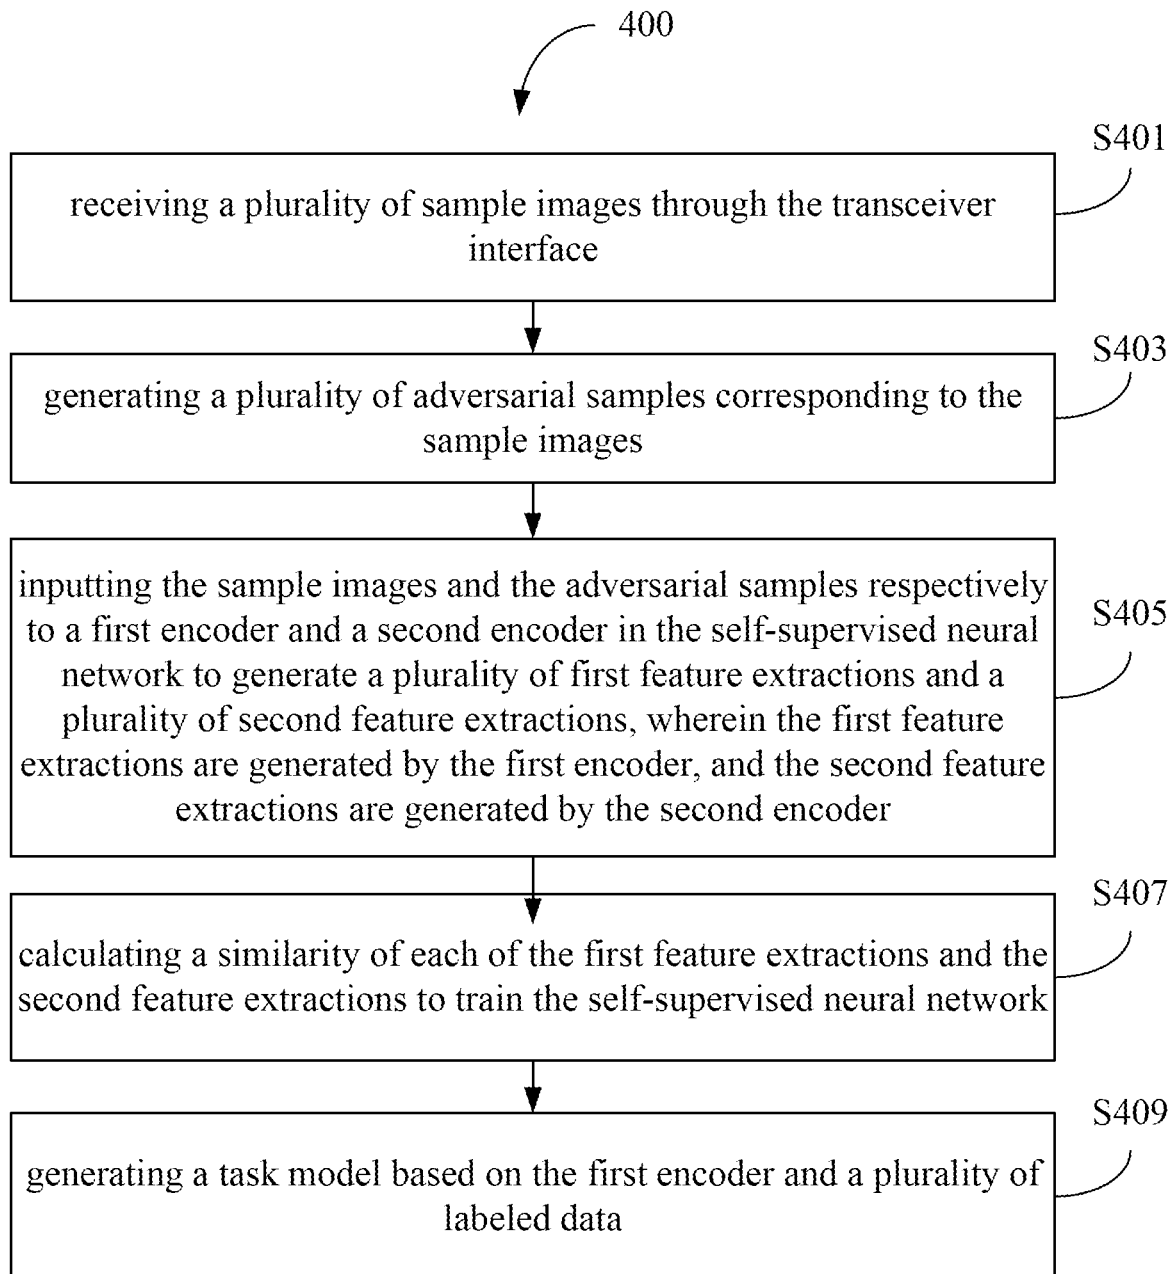 400
S401
receiving a plurality of sample images through the transceiver
interface
S403
generating a plurality of adversarial samples corresponding to the
sample images
S405
inputting the sample images and the adversarial samples respectively
to a first encoder and a second encoder in the self-supervised neural
network to generate a plurality of first feature extractions and a
plurality of second feature extractions, wherein the first feature
extractions are generated by the first encoder, and the second feature
extractions are generated by the second encoder
S407
calculating a similarity of each of the first feature extractions and the
second feature extractions to train the self-supervised neural network
S409
generating a task model based on the first encoder and a plurality of
labeled data